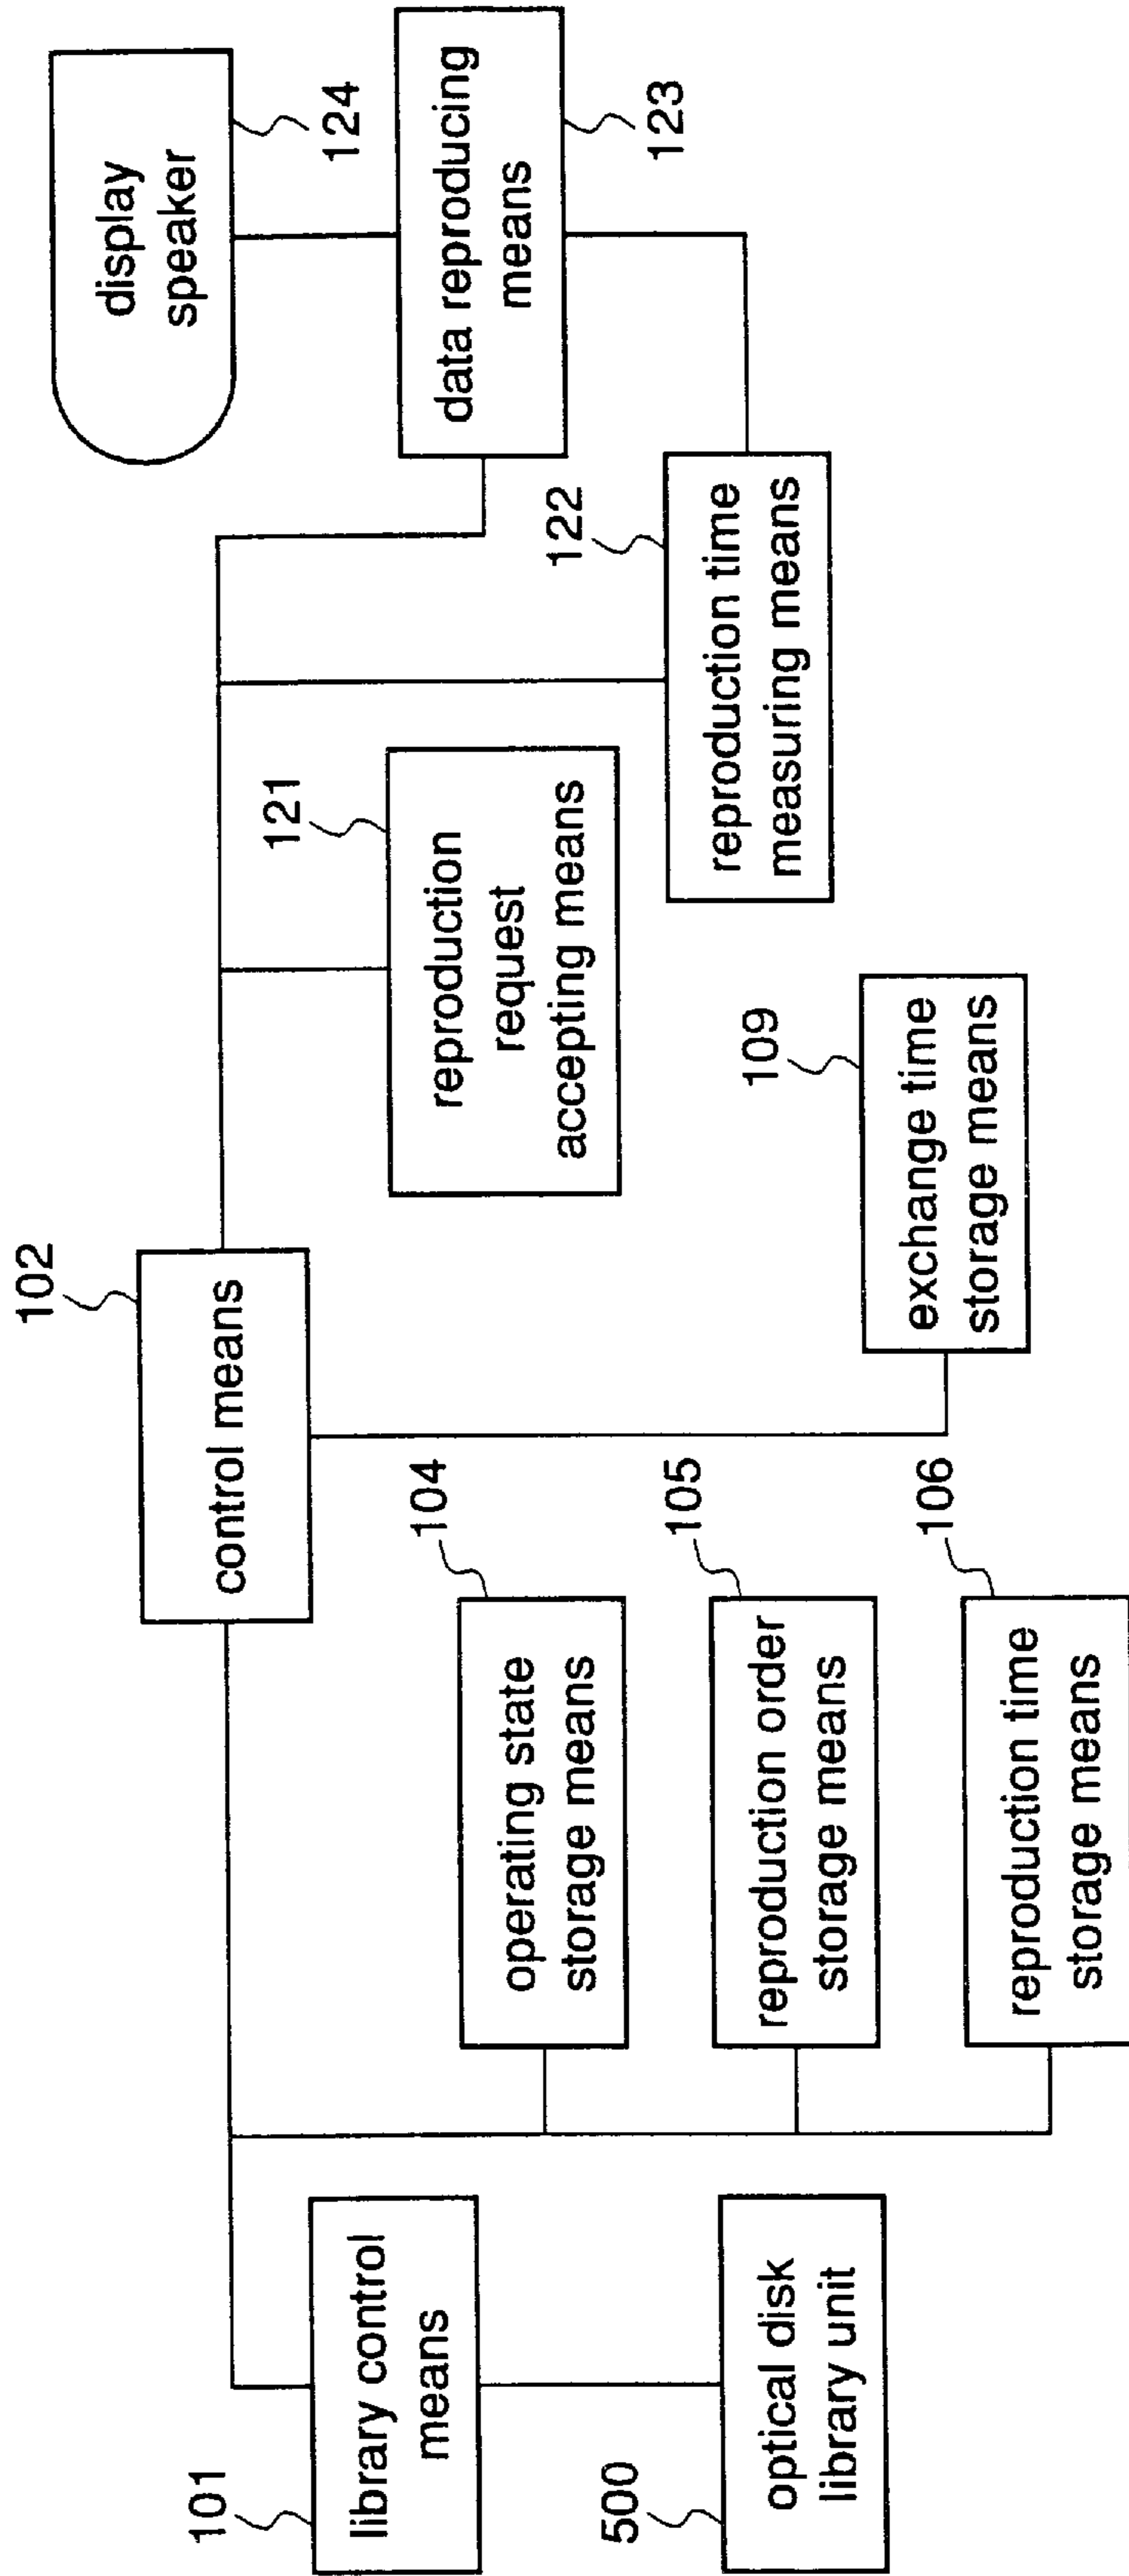 102
control means
101
library control
means
500
optical disk
library unit
104
operating state
storage means
105
reproduction order
storage means
106
reproduction time
storage means
109
exchange time
storage means
121
reproduction
request
accepting means
122
reproduction time
measuring means
display
speaker
124
data reproducing
means
123